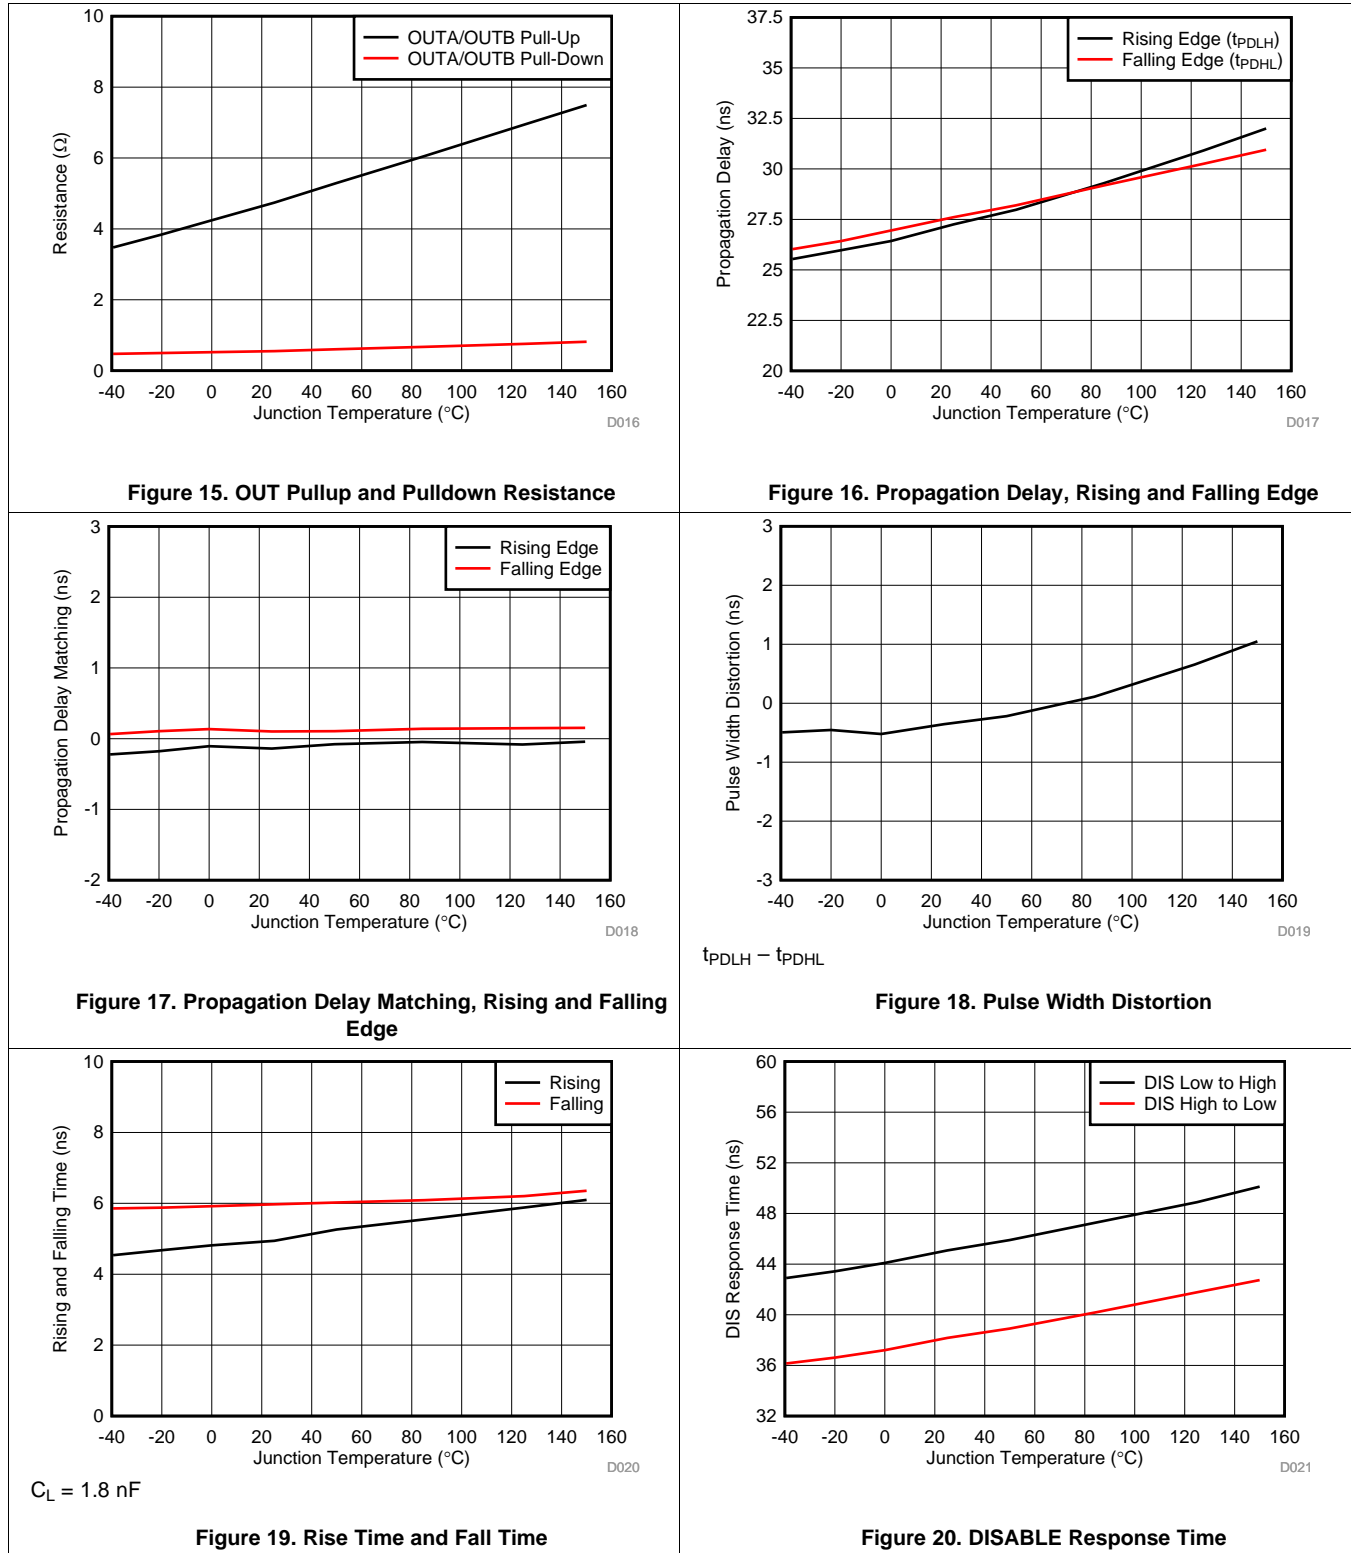 10
8
6
4
2
0
-40 -20 0 20 40 60 80 100 120 140 160
Resistance (Ω)
Junction Temperature (°C)
OUTA/OUTB Pull-Up
OUTA/OUTB Pull-Down
D016
Figure 15. OUT Pullup and Pulldown Resistance
37.5
35
32.5
30
27.5
25
22.5
20
-40 -20 0 20 40 60 80 100 120 140 160
Propagation Delay (ns)
Junction Temperature (°C)
Rising Edge (tPDLH)
Falling Edge (tPDHL)
D017
Figure 16. Propagation Delay, Rising and Falling Edge
3
2
1
0
-1
-2
-40 -20 0 20 40 60 80 100 120 140 160
Propagation Delay Matching (ns)
Junction Temperature (°C)
Rising Edge
Falling Edge
D018
Figure 17. Propagation Delay Matching, Rising and Falling
Edge
3
2
1
0
-1
-2
-3
-40 -20 0 20 40 60 80 100 120 140 160
Pulse Width Distortion (ns)
Junction Temperature (°C)
D019
tPDLH – tPDHL
Figure 18. Pulse Width Distortion
10
8
6
4
2
0
-40 -20 0 20 40 60 80 100 120 140 160
Rising and Falling Time (ns)
Junction Temperature (°C)
Rising
Falling
D020
CL = 1.8 nF
Figure 19. Rise Time and Fall Time
60
56
52
48
44
40
36
32
-40 -20 0 20 40 60 80 100 120 140 160
DIS Response Time (ns)
Junction Temperature (°C)
DIS Low to High
DIS High to Low
D021
Figure 20. DISABLE Response Time